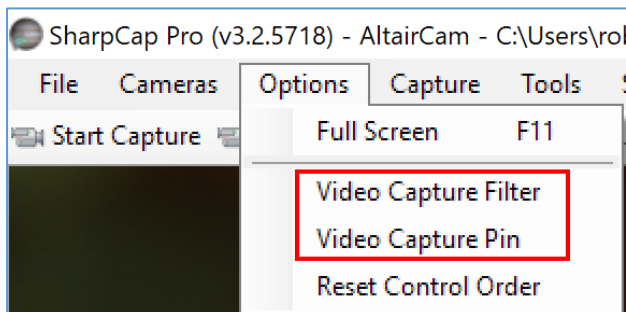 SharpCap Pro (v3.2.5718) - AltairCam - C:\Users\
File Cameras Options Capture Tools
Start Capture
Full Screen F11
Video Capture Filter
Video Capture Pin
Reset Control Order